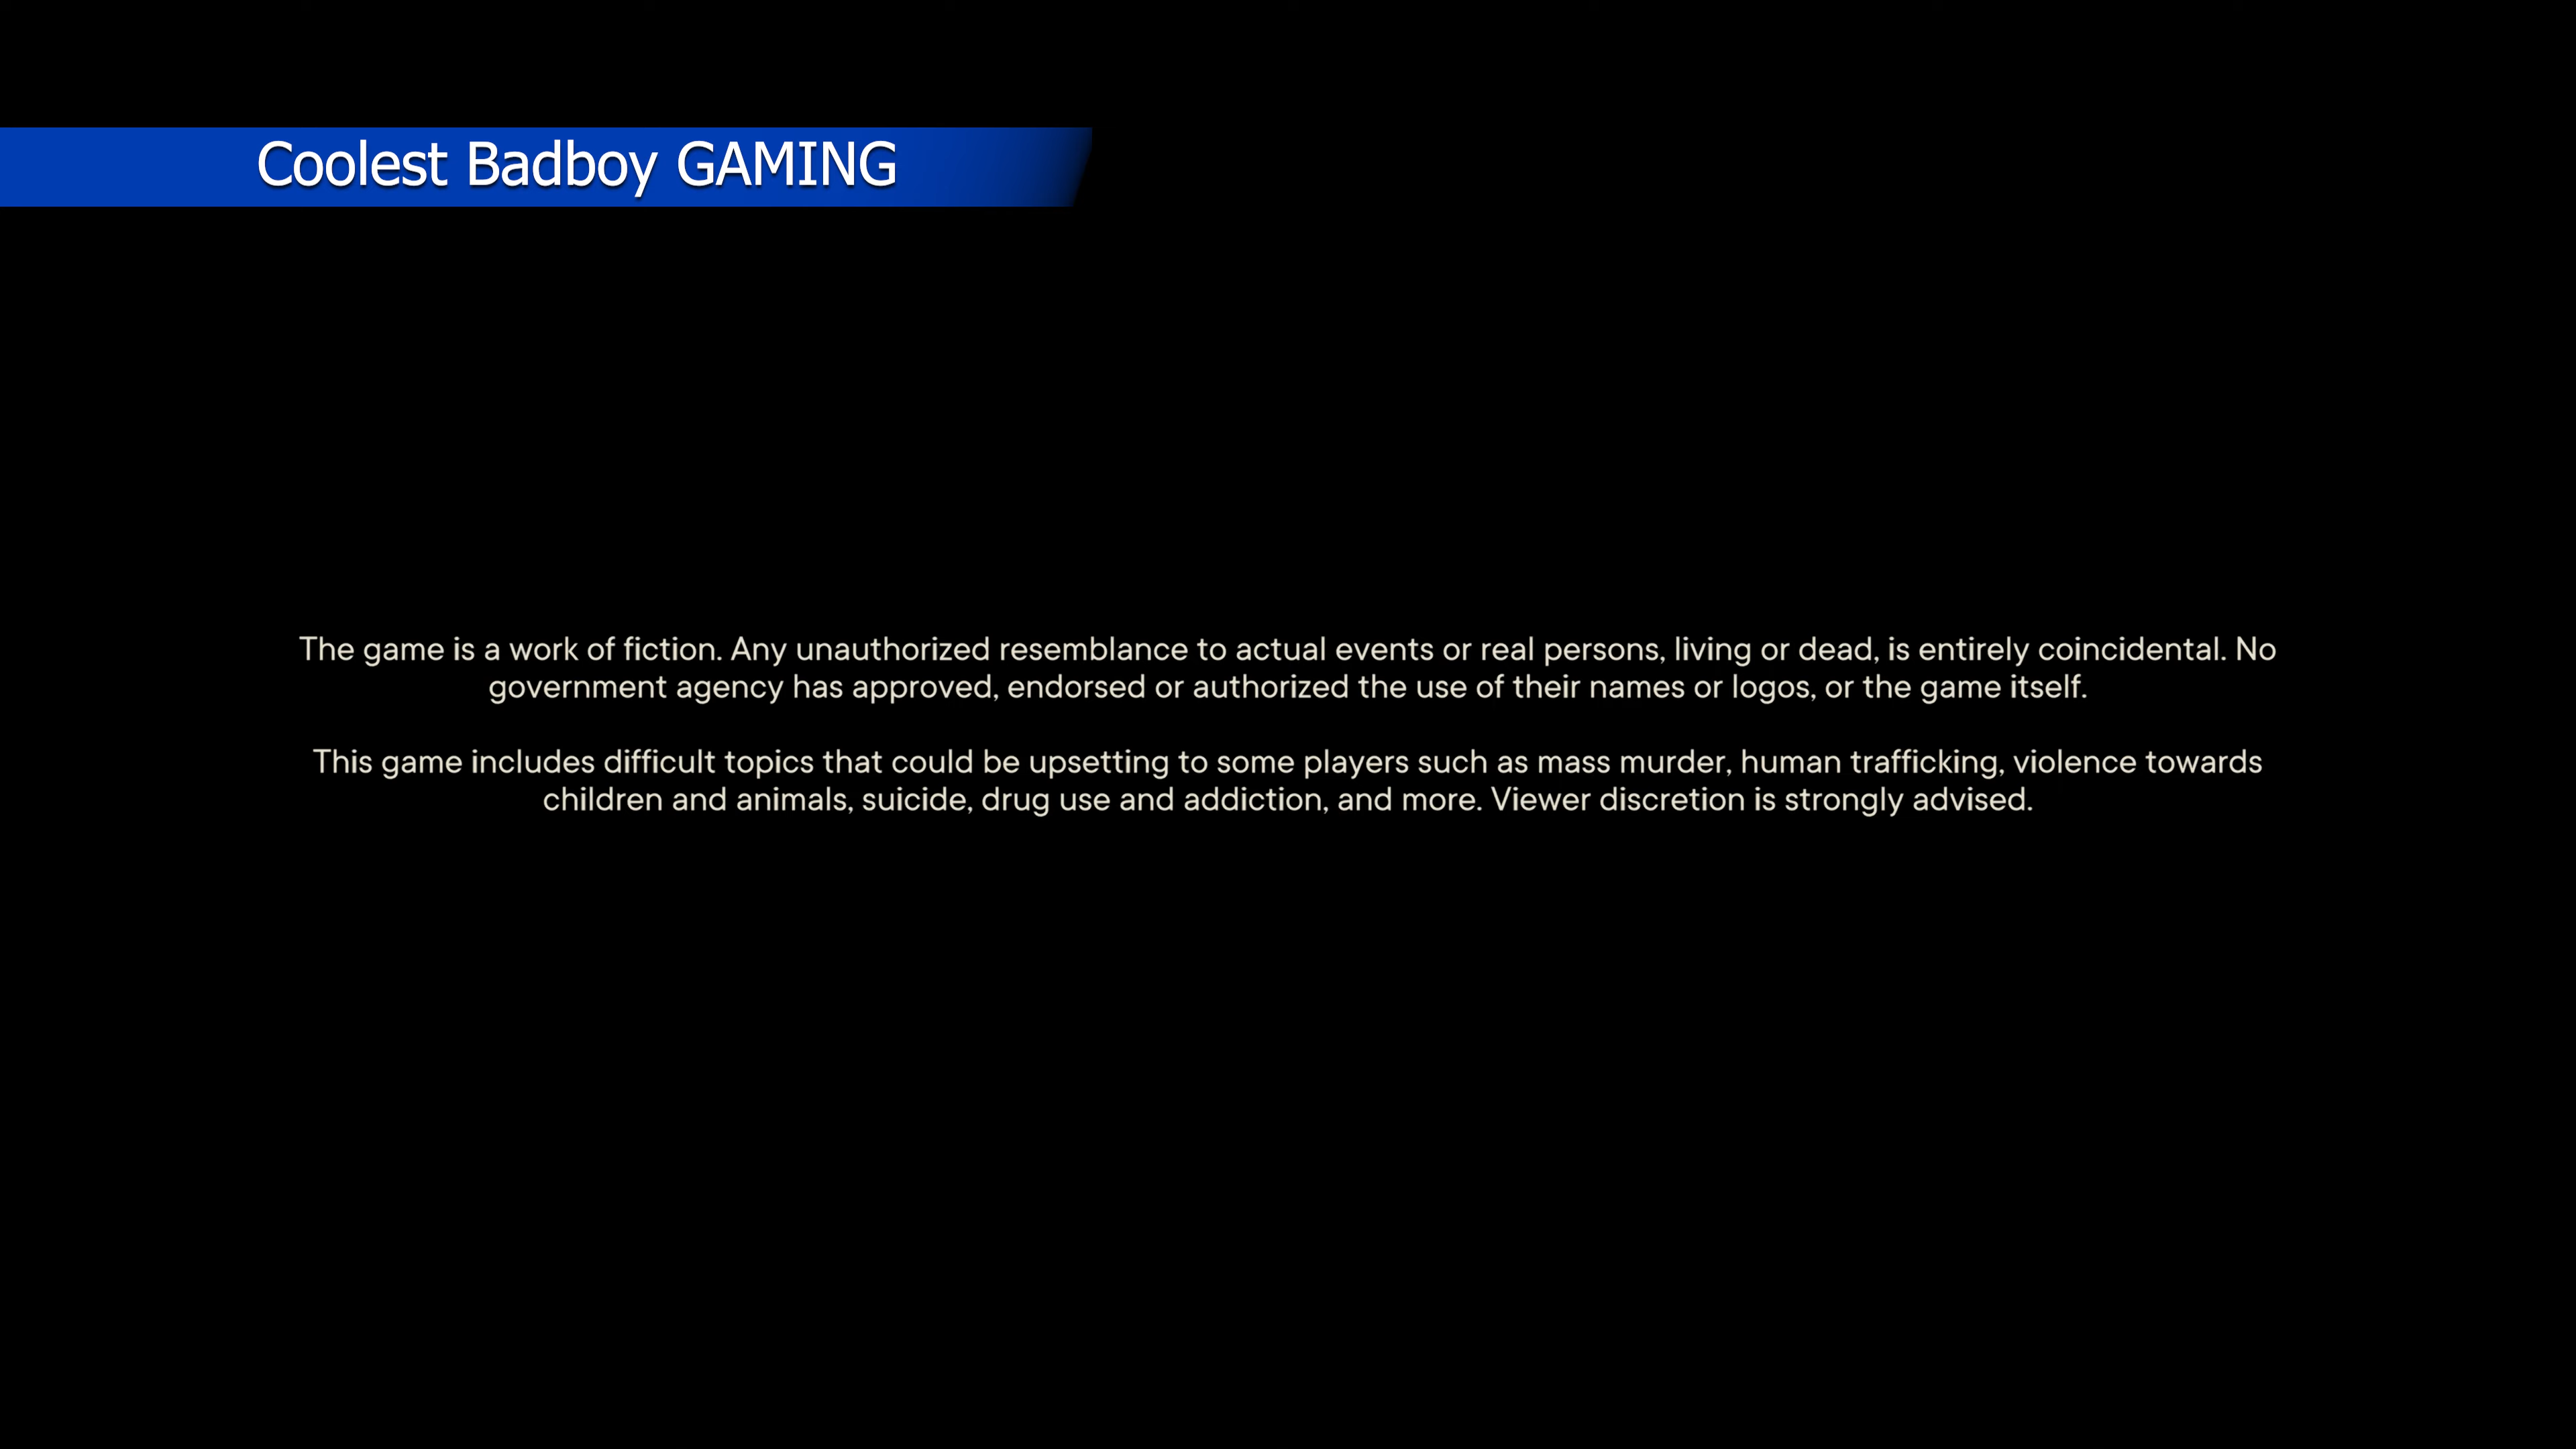 Coolest Badboy GAMING
The game is a work of fiction. Any unauthorized resemblance to actual events or real persons, living or dead, is entirely coincidental. No
government agency has approved, endorsed or authorized the use of their names or logos, or the game itself.
This game includes difficult topics that could be upsetting to some players such as mass murder, human trafficking, violence towards
children and animals, suicide, drug use and addiction, and more. Viewer discretion is strongly advised.